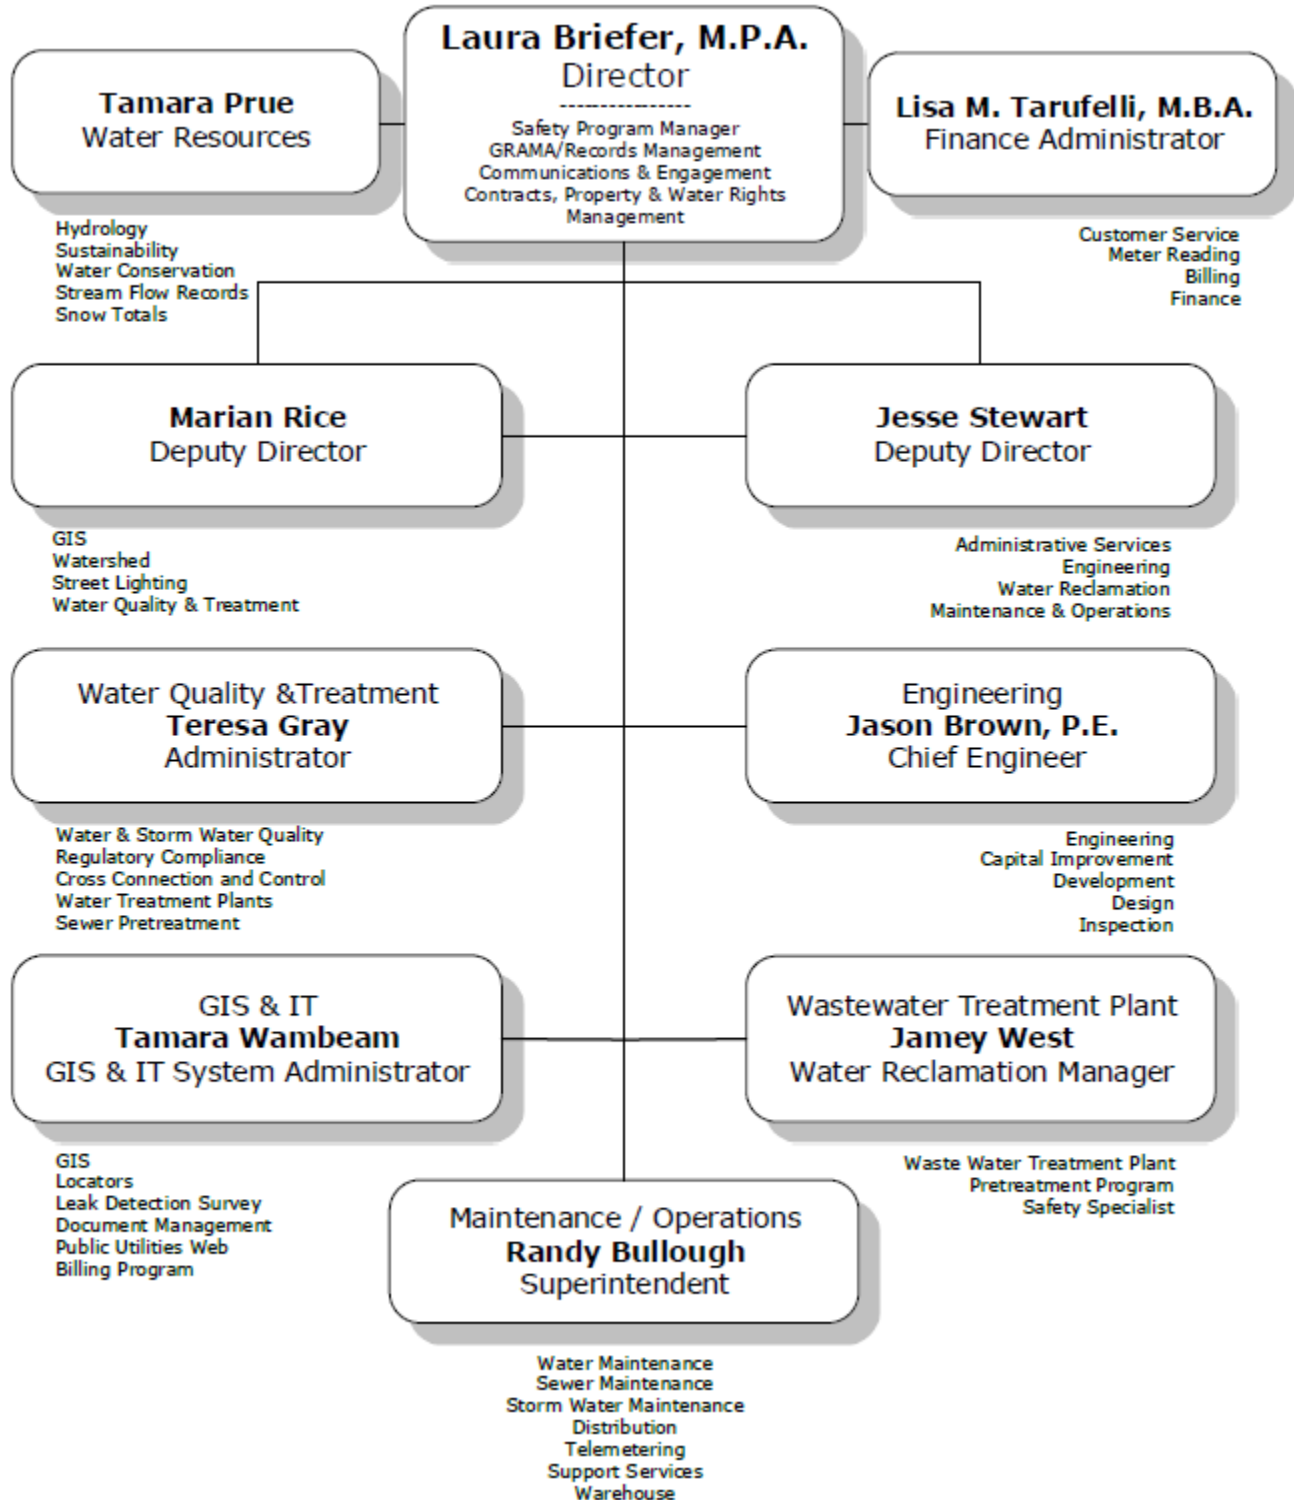 Laura Briefer, M.P.A.
Director
----------------
Safety Program Manager
GRAMA/Records Management
Communications & Engagement
Contracts, Property & Water Rights
Management
Tamara Prue
Water Resources
Hydrology
Sustainability
Water Conservation
Stream Flow Records
Snow Totals
Lisa M. Tarufelli, M.B.A.
Finance Administrator
Customer Service
Meter Reading
Billing
Finance
Marian Rice
Deputy Director
GIS
Watershed
Street Lighting
Water Quality & Treatment
Jesse Stewart
Deputy Director
Administrative Services
Engineering
Water Reclamation
Maintenance & Operations
Water Quality &Treatment
Teresa Gray
Administrator
Water & Storm Water Quality
Regulatory Compliance
Cross Connection and Control
Water Treatment Plants
Sewer Pretreatment
Engineering
Jason Brown, P.E.
Chief Engineer
Engineering
Capital Improvement
Development
Design
Inspection
GIS & IT
Tamara Wambeam
GIS & IT System Administrator
GIS
Locators
Leak Detection Survey
Document Management
Public Utilities Web
Billing Program
Wastewater Treatment Plant
Jamey West
Water Reclamation Manager
Waste Water Treatment Plant
Pretreatment Program
Safety Specialist
Maintenance / Operations
Randy Bullough
Superintendent
Water Maintenance
Sewer Maintenance
Storm Water Maintenance
Distribution
Telemetering
Support Services
Warehouse